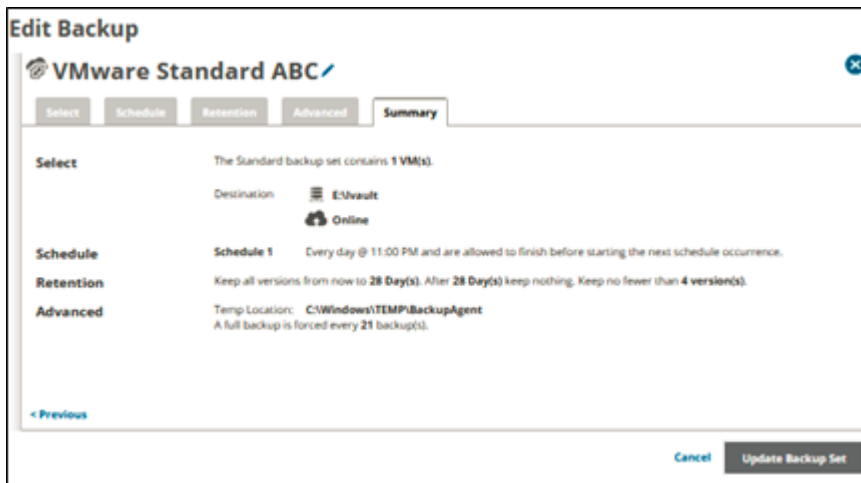 Edit Backup
VMware Standard ABC
Select Schedule Retention Advanced Summary
Select The Standard backup set contains 1 VM(s).
Destination E:\lvault
Online
Schedule Schedule 1 Every day @ 11:00 PM and are allowed to finish before starting the next schedule occurrence.
Retention Keep all versions from now to 28 Day(s). After 28 Day(s) keep nothing. Keep no fewer than 4 version(s).
Advanced Temp Location: C:\Windows\TEMP\BackupAgent
A full backup is forced every 21 backup(s).
< Previous
Cancel Update Backup Set